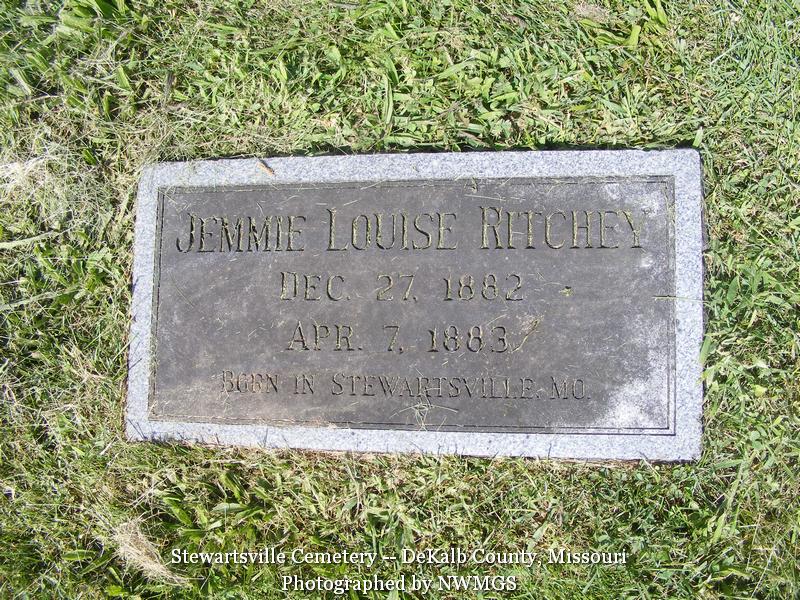 JEMMIE LOUISE RITCHEY
DEC. 27, 1882
APR. 7, 1883
BORN IN STEWARTSVILLE, MO.
Stewartsville Cemetery -- DeKalb County, Missouri
Photographed by NWMGS